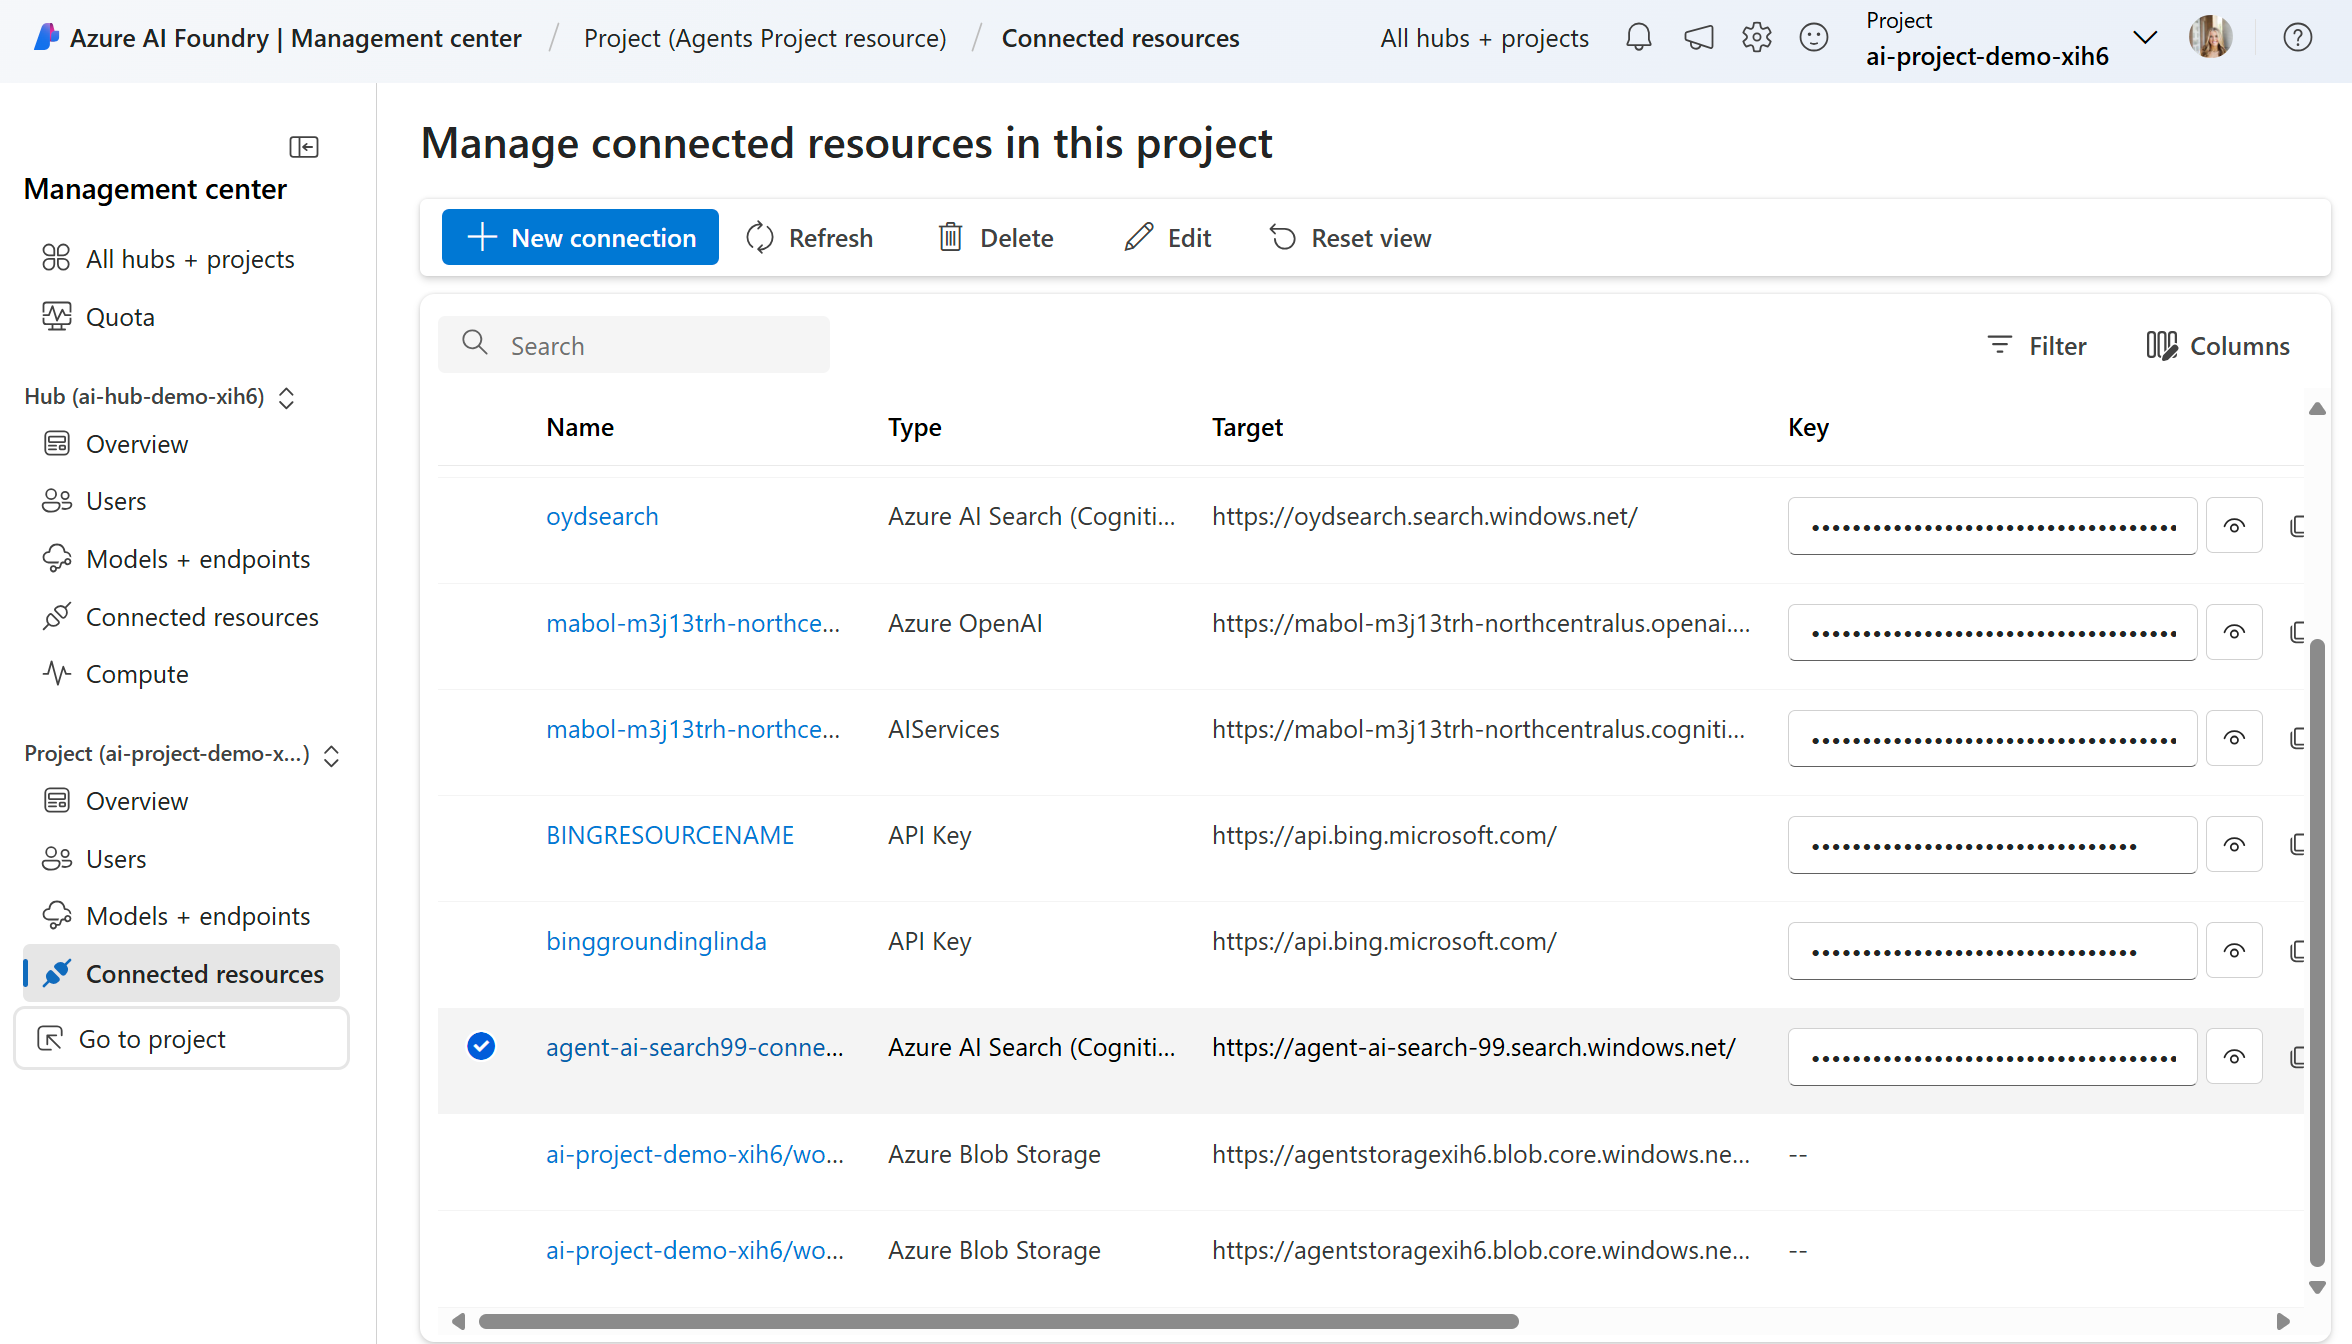 Azure AI Foundry | Management center / Project (Agents Project resource) / Connected resources
All hubs + projects
Project
ai-project-demo-xih6
Management center
All hubs + projects
Quota
Hub (ai-hub-demo-xih6)
Overview
Users
Models + endpoints
Connected resources
Compute
Project (ai-project-demo-x...)
Overview
Users
Models + endpoints
Connected resources
Go to project
Manage connected resources in this project
New connection Refresh Delete Edit Reset view
Search Filter Columns
Name Type Target Key
oydsearch Azure AI Search (Cogniti... https://oydsearch.search.windows.net/
mabol-m3j13trh-northce... Azure OpenAI https://mabol-m3j13trh-northcentralus.openai....
mabol-m3j13trh-northce... AIServices https://mabol-m3j13trh-northcentralus.cogniti...
BINGRESOURCENAME API Key https://api.bing.microsoft.com/
binggroundinglinda API Key https://api.bing.microsoft.com/
agent-ai-search99-conne... Azure AI Search (Cogniti... https://agent-ai-search-99.search.windows.net/
ai-project-demo-xih6/wo... Azure Blob Storage https://agentstoragexih6.blob.core.windows.ne... --
ai-project-demo-xih6/wo... Azure Blob Storage https://agentstoragexih6.blob.core.windows.ne... --